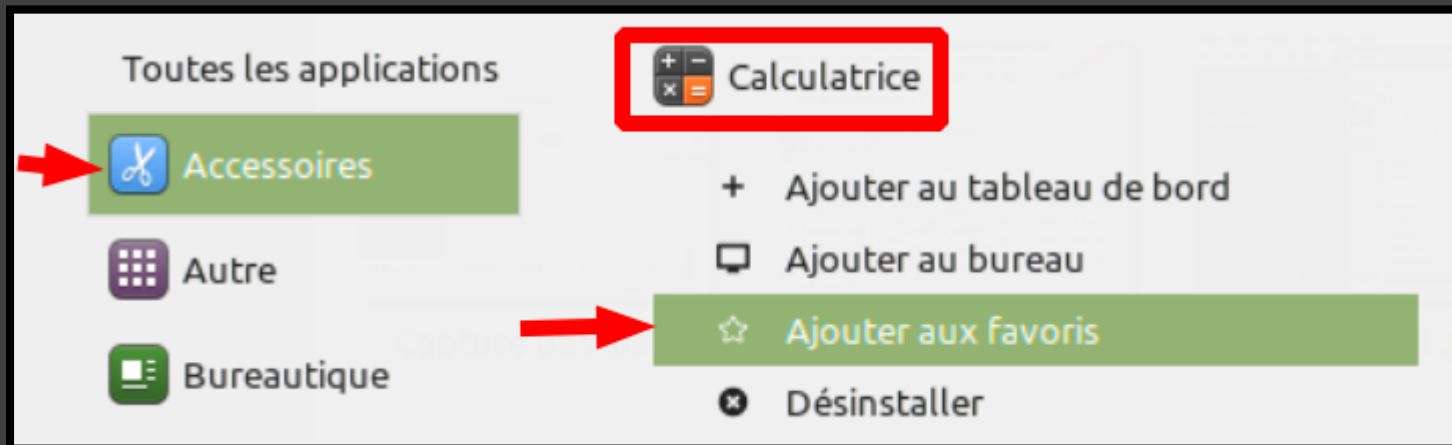 Toutes les applications
Accessoires
Autre
Bureautique
Calculatrice
Ajouter au tableau de bord
Ajouter au bureau
Ajouter aux favoris
Désinstaller